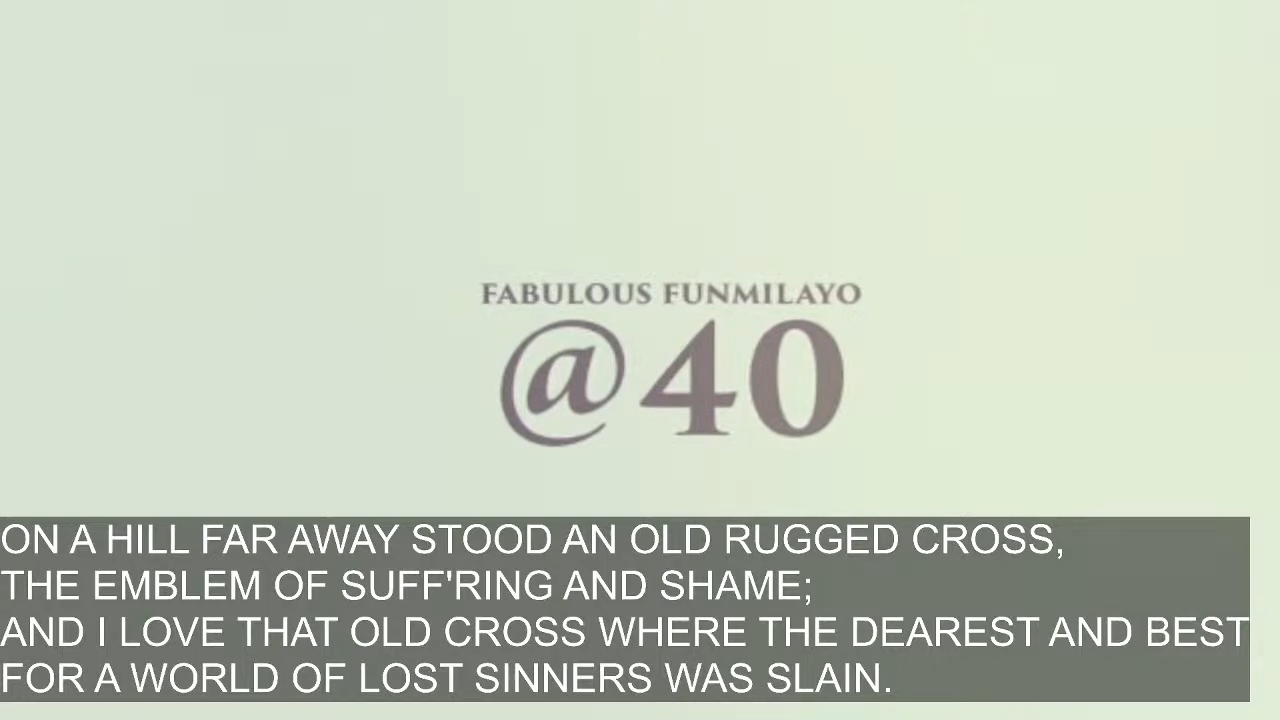 FABULOUS FUNMILAYO
@40
ON A HILL FAR AWAY STOOD AN OLD RUGGED CROSS,
THE EMBLEM OF SUFF'RING AND SHAME;
AND I LOVE THAT OLD CROSS WHERE THE DEAREST AND BEST
FOR A WORLD OF LOST SINNERS WAS SLAIN.